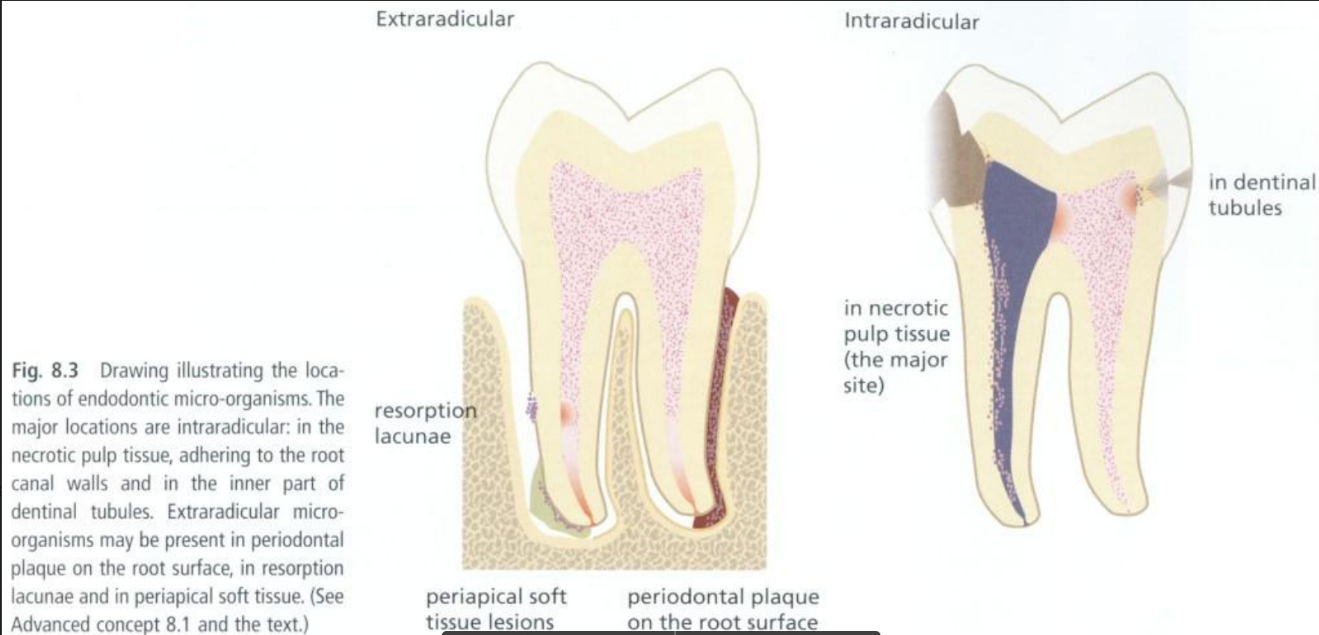 Extraradicular
Intraradicular
in dentinal
tubules
in necrotic
pulp tissue
(the major
site)
resorption
lacunae
periapical soft
tissue lesions
periodontal plaque
on the root surface
Fig. 8.3 Drawing illustrating the loca-
tions of endodontic micro-organisms. The
major locations are intraradicular: in the
necrotic pulp tissue, adhering to the root
canal walls and in the inner part of
dentinal tubules. Extraradicular micro-
organisms may be present in periodontal
plaque on the root surface, in resorption
lacunae and in periapical soft tissue. (See
Advanced concept 8.1 and the text.)